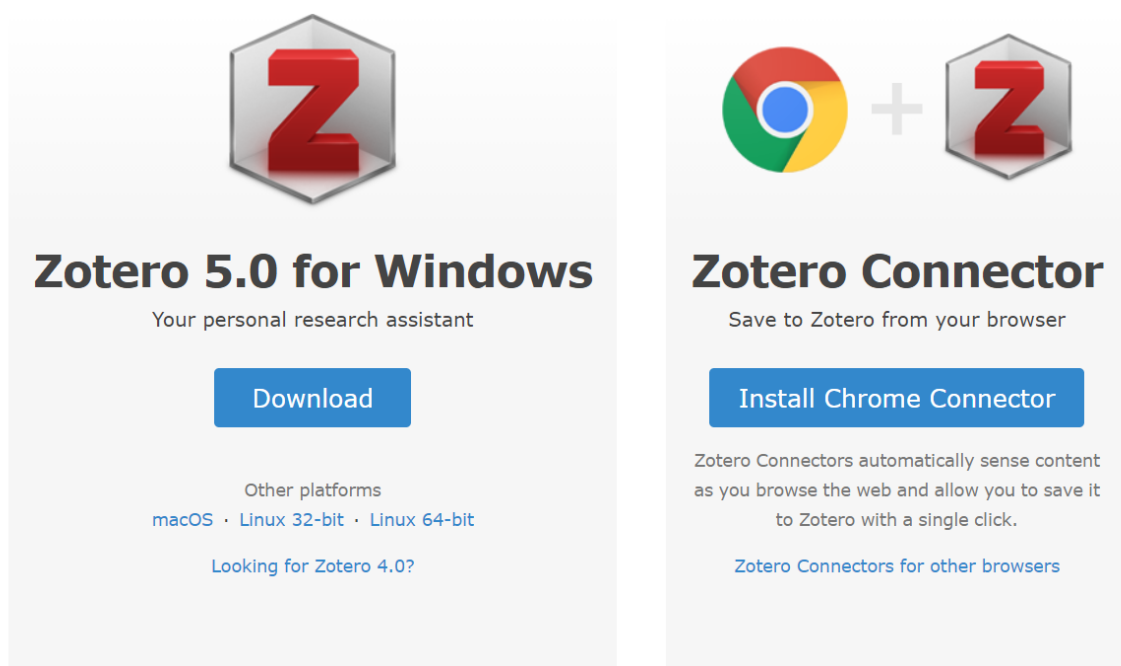 Zotero 5.0 for Windows
Your personal research assistant
Download
Other platforms
macOS · Linux 32-bit · Linux 64-bit
Looking for Zotero 4.0?
Zotero Connector
Save to Zotero from your browser
Install Chrome Connector
Zotero Connectors automatically sense content
as you browse the web and allow you to save it
to Zotero with a single click.
Zotero Connectors for other browsers